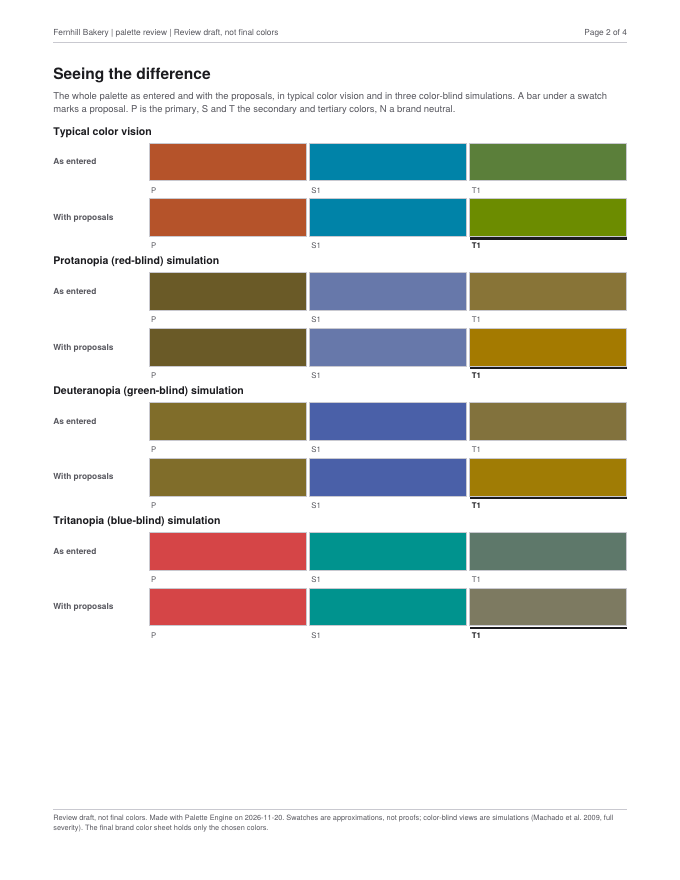 Fernhill Bakery | palette review | Review draft, not final colors Page 2 of 4
Seeing the difference
The whole palette as entered and with the proposals, in typical color vision and in three color-blind simulations. A bar under a swatch
marks a proposal. P is the primary, S and T the secondary and tertiary colors, N a brand neutral.
Typical color vision
As entered
P S1 T1
With proposals
P S1 T1
Protanopia (red-blind) simulation
As entered
P S1 T1
With proposals
P S1 T1
Deuteranopia (green-blind) simulation
As entered
P S1 T1
With proposals
P S1 T1
Tritanopia (blue-blind) simulation
As entered
P S1 T1
With proposals
P S1 T1
Review draft, not final colors. Made with Palette Engine on 2026-11-20. Swatches are approximations, not proofs; color-blind views are simulations (Machado et al. 2009, full
severity). The final brand color sheet holds only the chosen colors.